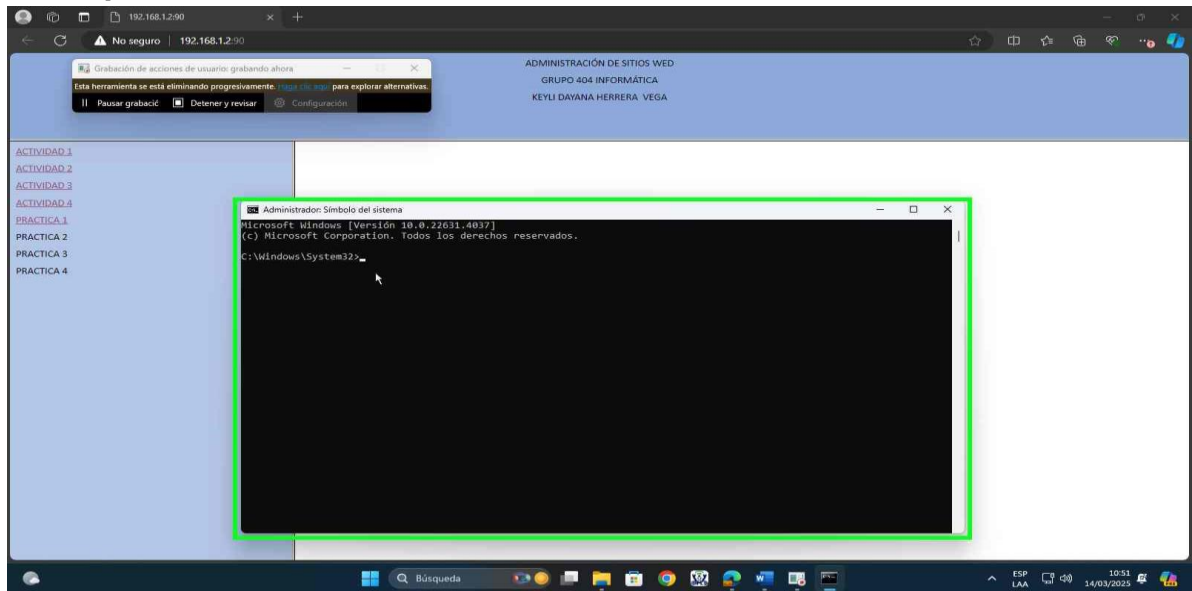 192.168.1.2:90
No seguro | 192.168.1.2:90
Grabación de acciones de usuario: grabando ahora
Esta herramienta se está eliminando progresivamente. Haga clic aquí para explorar alternativas.
Pausar grabació Detener y revisar Configuración
ADMINISTRACIÓN DE SITIOS WED
GRUPO 404 INFORMÁTICA
KEYLI DAYANA HERRERA VEGA
ACTIVIDAD 1
ACTIVIDAD 2
ACTIVIDAD 3
ACTIVIDAD 4
PRACTICA 1
PRACTICA 2
PRACTICA 3
PRACTICA 4
Administrador: Símbolo del sistema
Microsoft Windows [Versión 10.0.22631.4037]
(c) Microsoft Corporation. Todos los derechos reservados.
C:\Windows\System32>
Búsqueda
ESP
LAA
10:51
14/03/2025